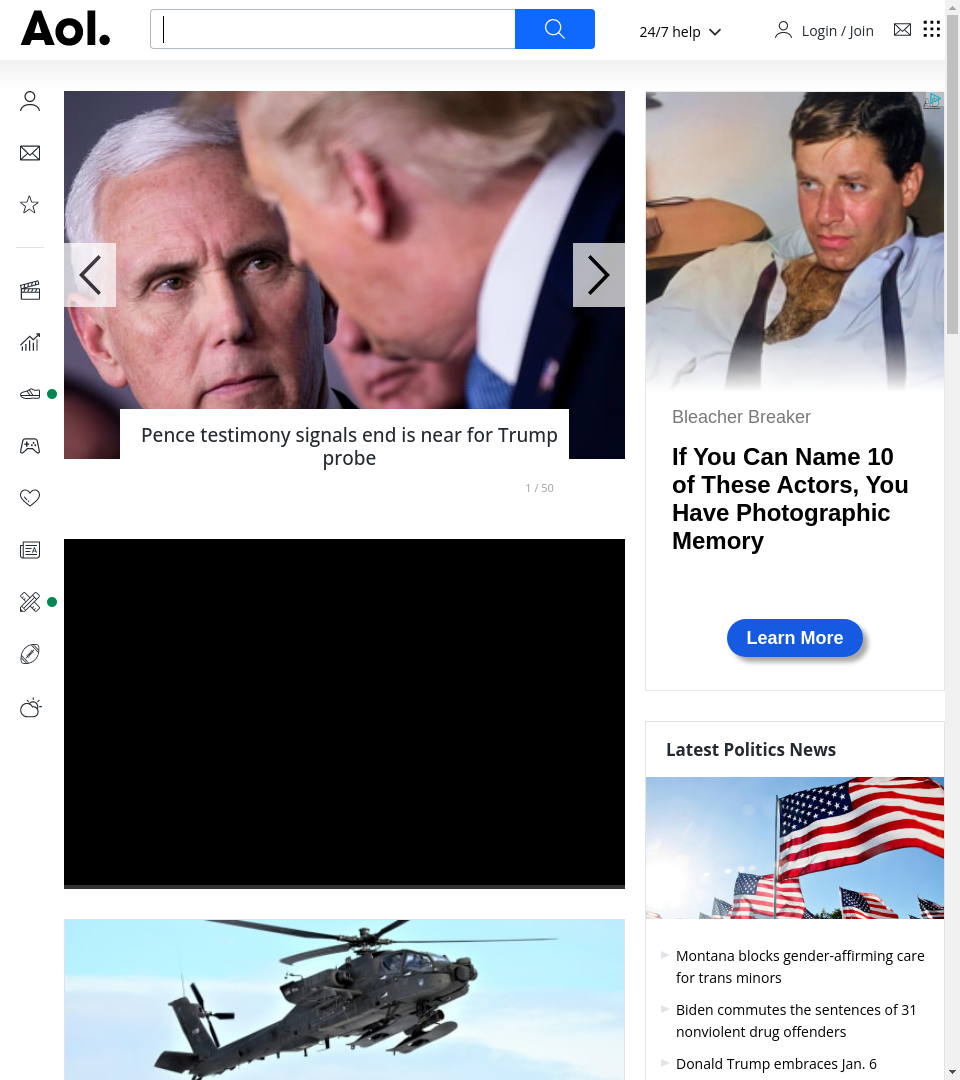 Aol.
24/7 help
Login / Join
Pence testimony signals end is near for Trump
probe
1 / 50
Bleacher Breaker
If You Can Name 10
of These Actors, You
Have Photographic
Memory
Learn More
Latest Politics News
Montana blocks gender-affirming care
for trans minors
Biden commutes the sentences of 31
nonviolent drug offenders
Donald Trump embraces Jan. 6